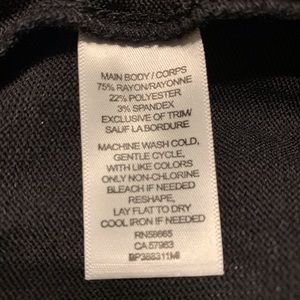 MAIN BODY / CORPS
75% RAYON/RAYONNE
22% POLYESTER
3% SPANDEX
EXCLUSIVE OF TRIM/
SAUF LA BORDURE
MACHINE WASH COLD,
GENTLE CYCLE,
WITH LIKE COLORS
ONLY NON-CHLORINE
BLEACH IF NEEDED
RESHAPE,
LAY FLAT TO DRY
COOL IRON IF NEEDED
RN58665
CA 57963
BP388311MI